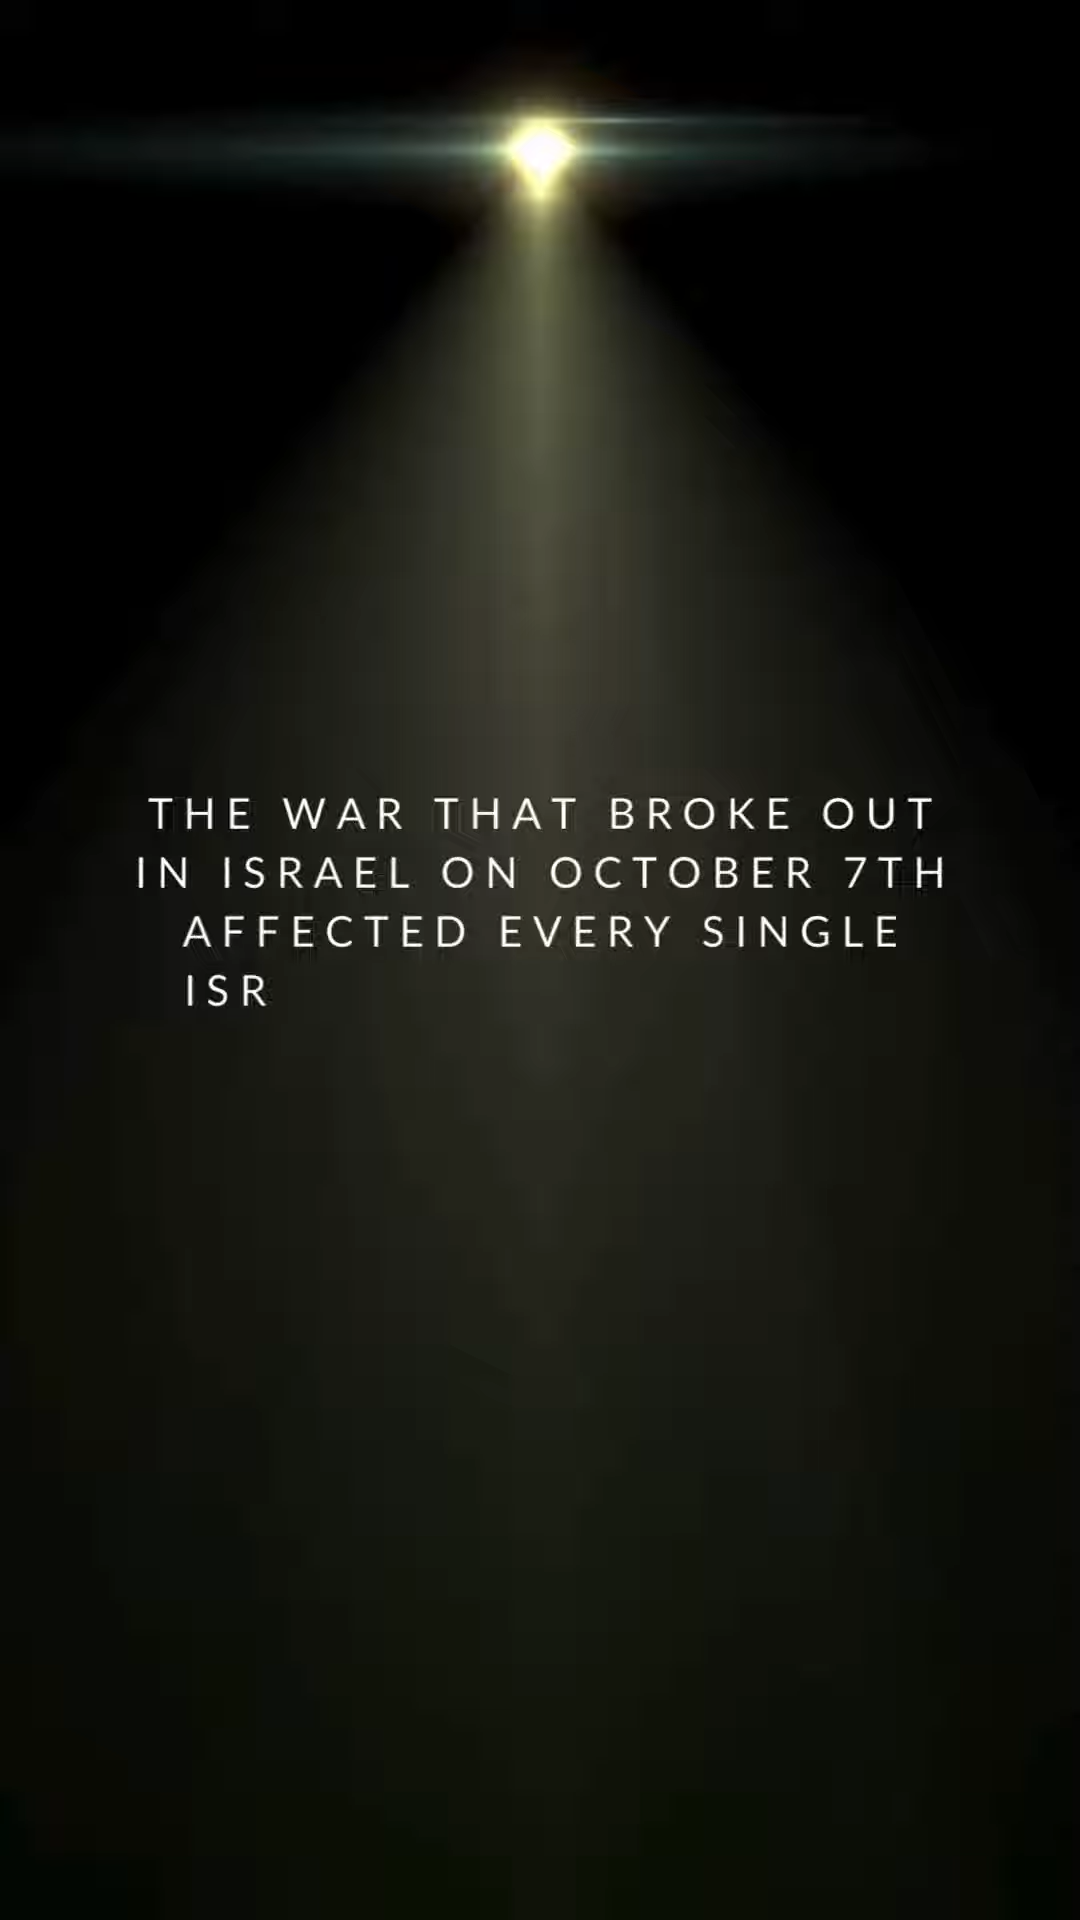 THE WAR THAT BROKE OUT
IN ISRAEL ON OCTOBER 7TH
AFFECTED EVERY SINGLE
ISR